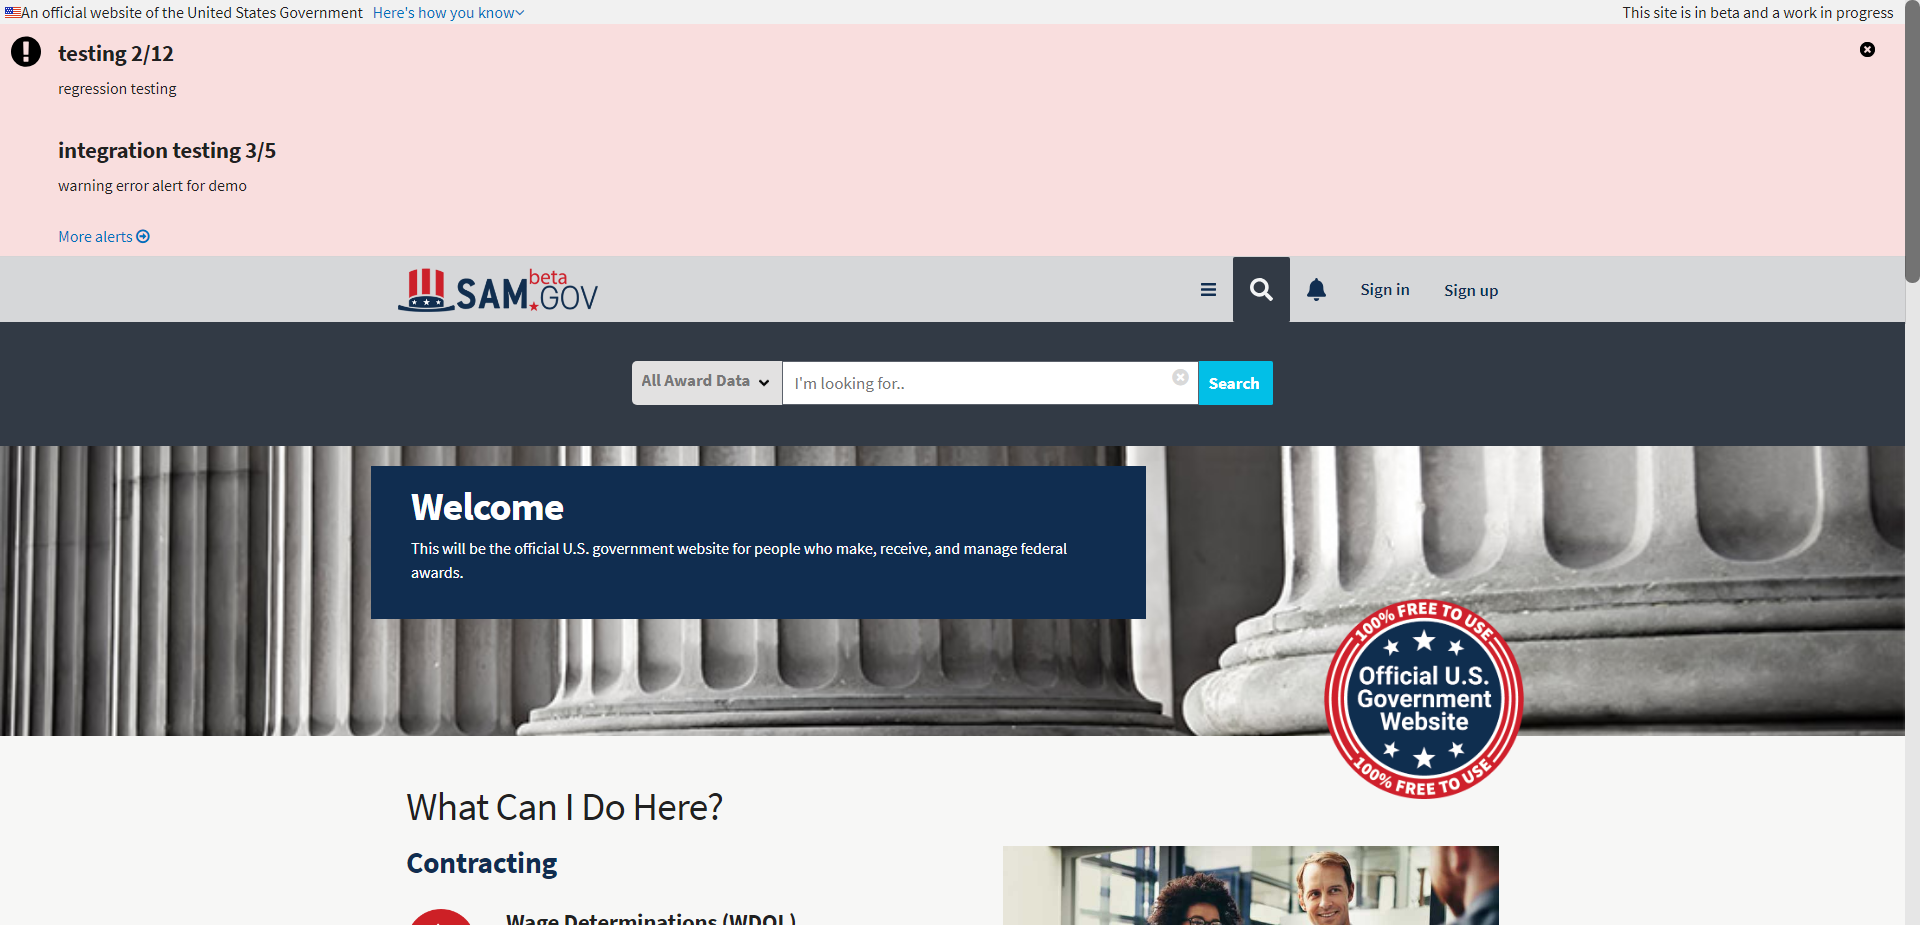 An official website of the United States Government Here's how you know
This site is in beta and a work in progress
testing 2/12
regression testing
integration testing 3/5
warning error alert for demo
More alerts
SAM.GOV beta
Sign in
Sign up
All Award Data
I'm looking for..
Search
Welcome
This will be the official U.S. government website for people who make, receive, and manage federal
awards.
100% FREE TO USE
Official U.S.
Government
Website
100% FREE TO USE
What Can I Do Here?
Contracting
Wage Determinations (WDOL)